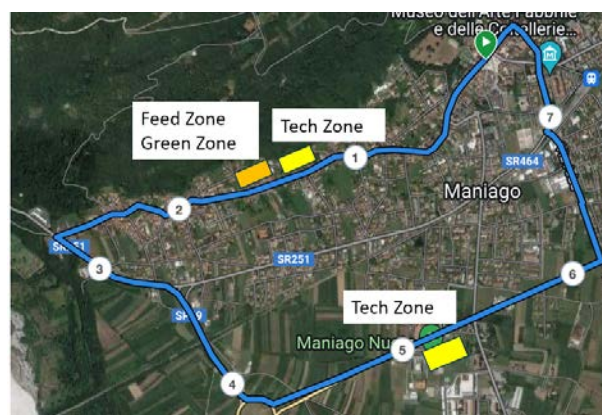 Museo dell'Arte Fabbrile
e delle Coltellerie...
Feed Zone
Green Zone
Tech Zone
1
7
SR464
2
Maniago
SR251
3
SR251
6
Tech Zone
Maniago Nu
5
4